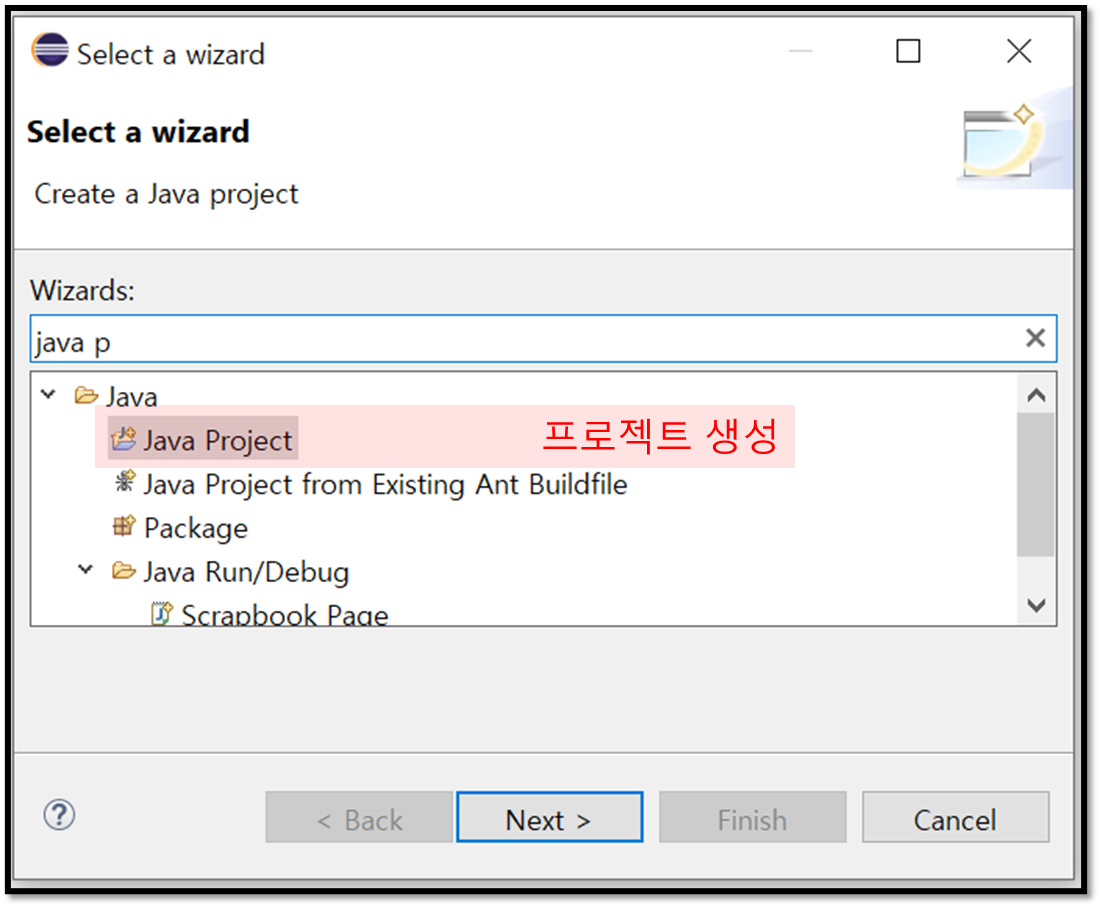 Select a wizard
Select a wizard
Create a Java project
Wizards:
java p
Java
Java Project 프로젝트 생성
Java Project from Existing Ant Buildfile
Package
Java Run/Debug
Scrapbook Page
? < Back Next > Finish Cancel